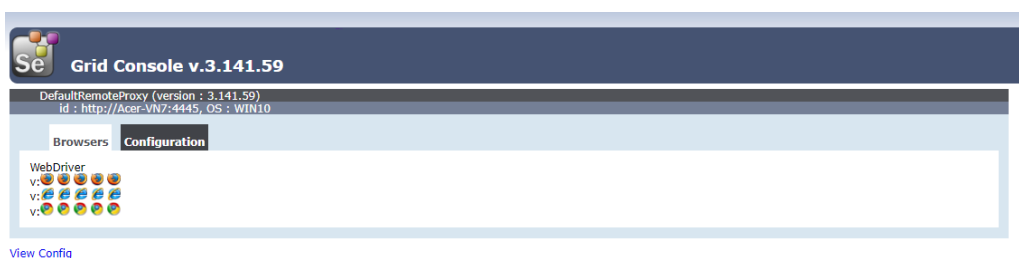 Se
Grid Console v.3.141.59
DefaultRemoteProxy (version : 3.141.59)
id : http://Acer-VN7:4445, OS : WIN10
Browsers Configuration
WebDriver
v:
v:
v:
View Config